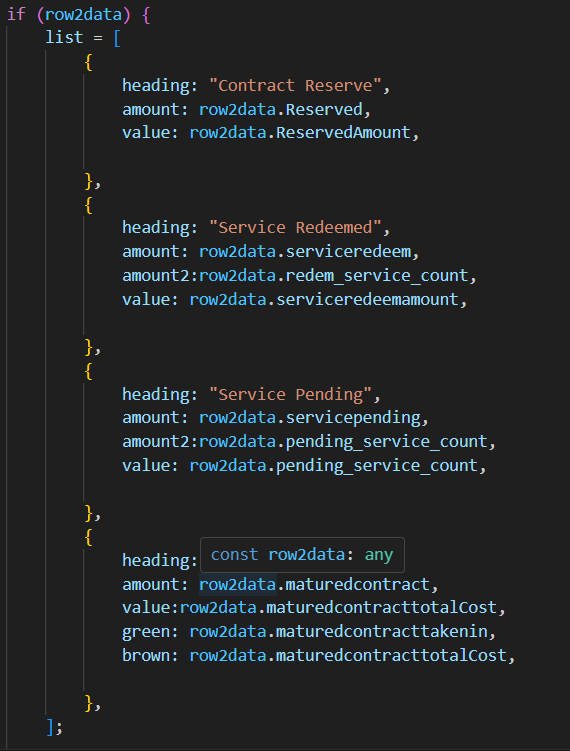 if (row2data) {
list = [
{
heading: "Contract Reserve",
amount: row2data.Reserved,
value: row2data.ReservedAmount,
},
{
heading: "Service Redeemed",
amount: row2data.serviceredeem,
amount2:row2data.redem_service_count,
value: row2data.serviceredeemamount,
},
{
heading: "Service Pending",
amount: row2data.servicepending,
amount2:row2data.pending_service_count,
value: row2data.pending_service_count,
},
{
const row2data: any
heading:
amount: row2data.maturedcontract,
value:row2data.maturedcontracttotalCost,
green: row2data.maturedcontracttakenin,
brown: row2data.maturedcontracttotalCost,
},
];